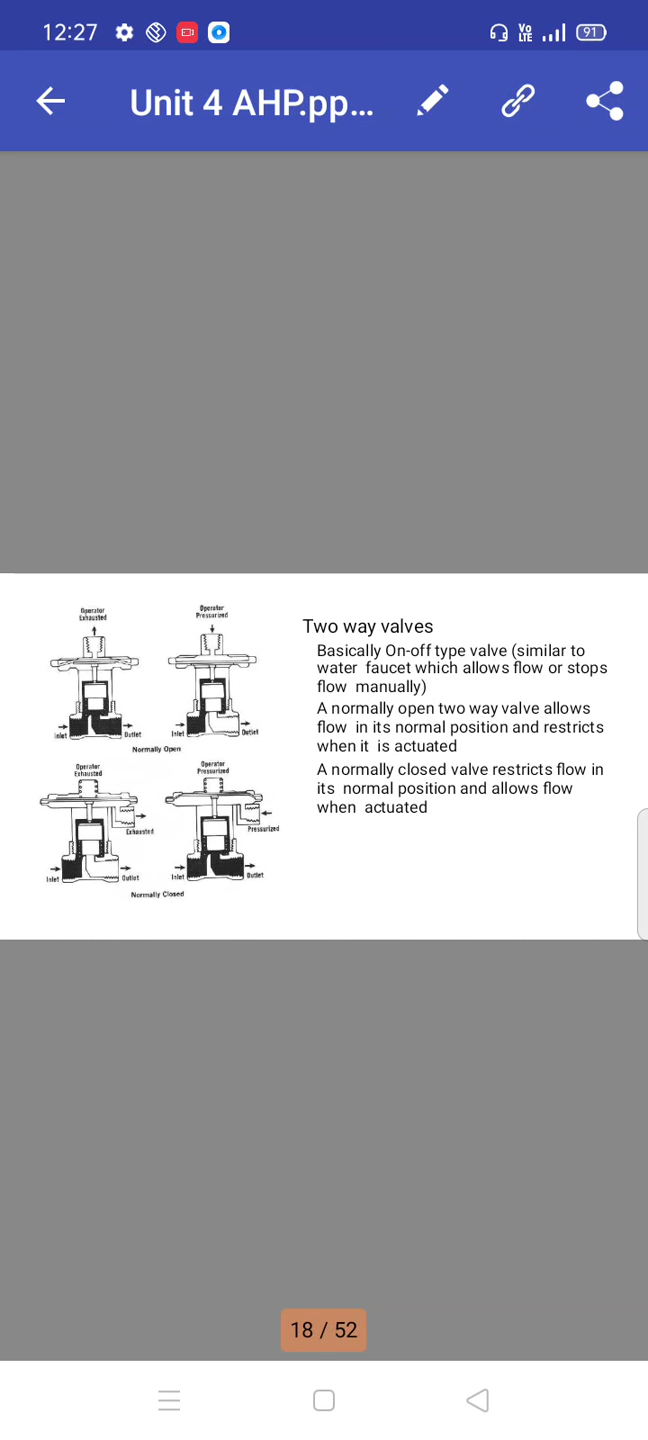 12:27
Vo LTE
91
Unit 4 AHP.pp...
Operator Exhausted
Operator Pressurized
Inlet
Outlet
Inlet
Outlet
Normally Open
Operator Exhausted
Operator Pressurized
Exhausted
Pressurized
Inlet
Outlet
Inlet
Outlet
Normally Closed
Two way valves
Basically On-off type valve (similar to
water faucet which allows flow or stops
flow manually)
A normally open two way valve allows
flow in its normal position and restricts
when it is actuated
A normally closed valve restricts flow in
its normal position and allows flow
when actuated
18 / 52